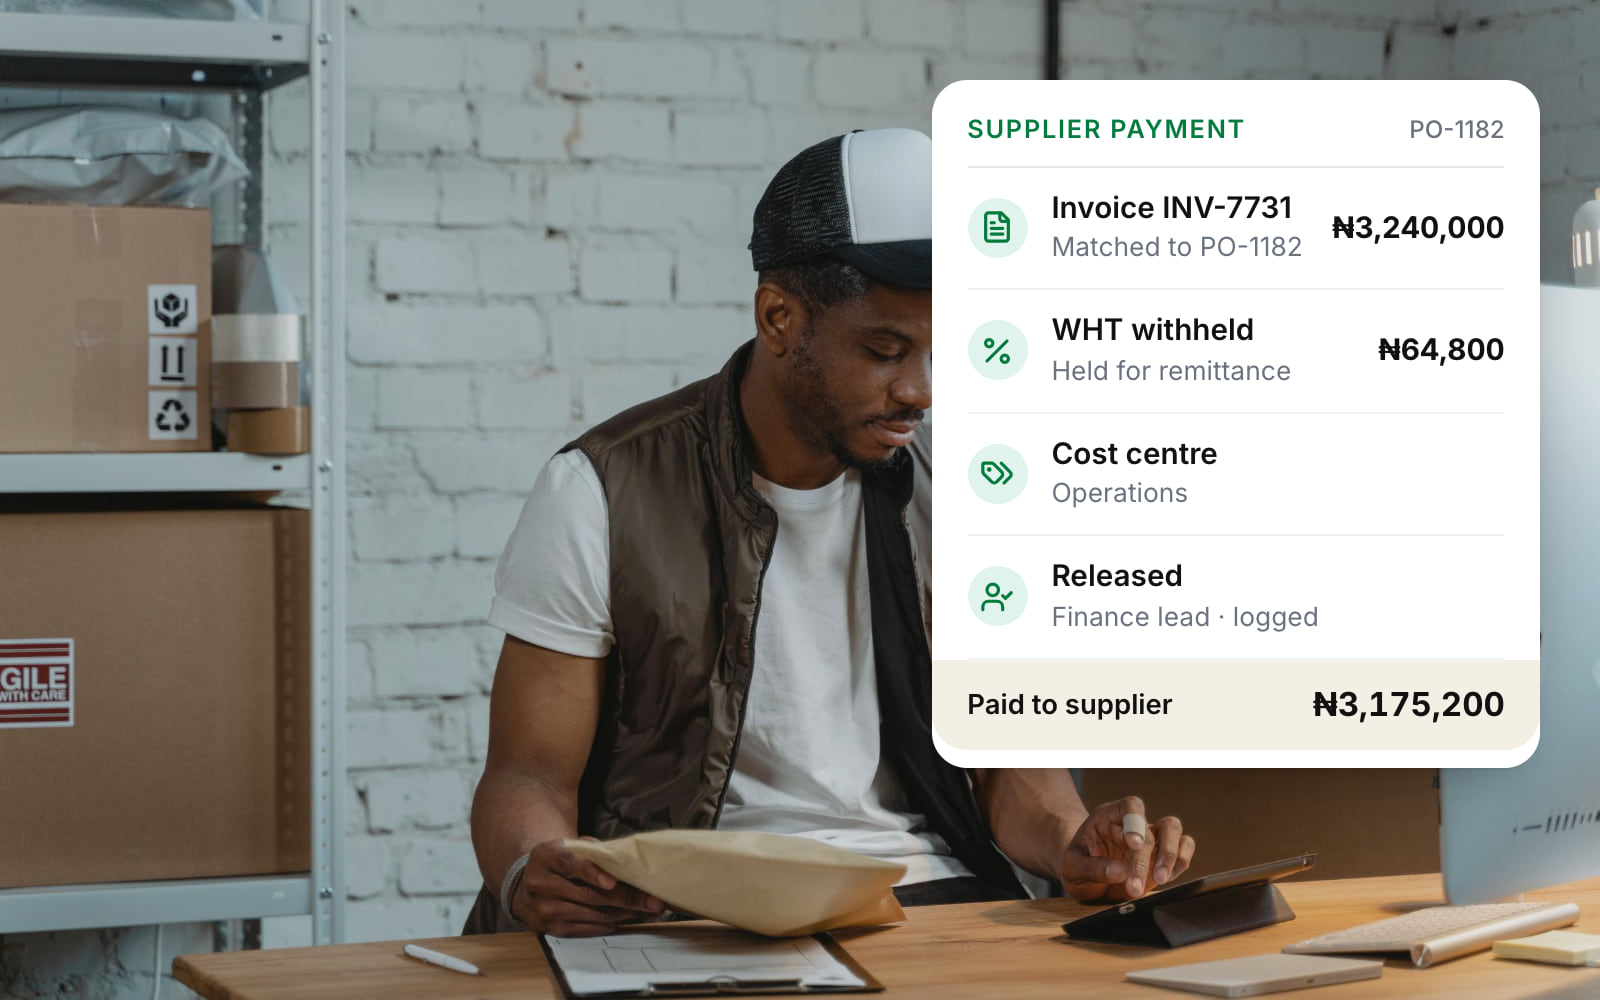 SUPPLIER PAYMENT PO-1182
Invoice INV-7731 ₦3,240,000
Matched to PO-1182
WHT withheld ₦64,800
Held for remittance
Cost centre
Operations
Released
Finance lead · logged
Paid to supplier ₦3,175,200
GILE
WITH CARE